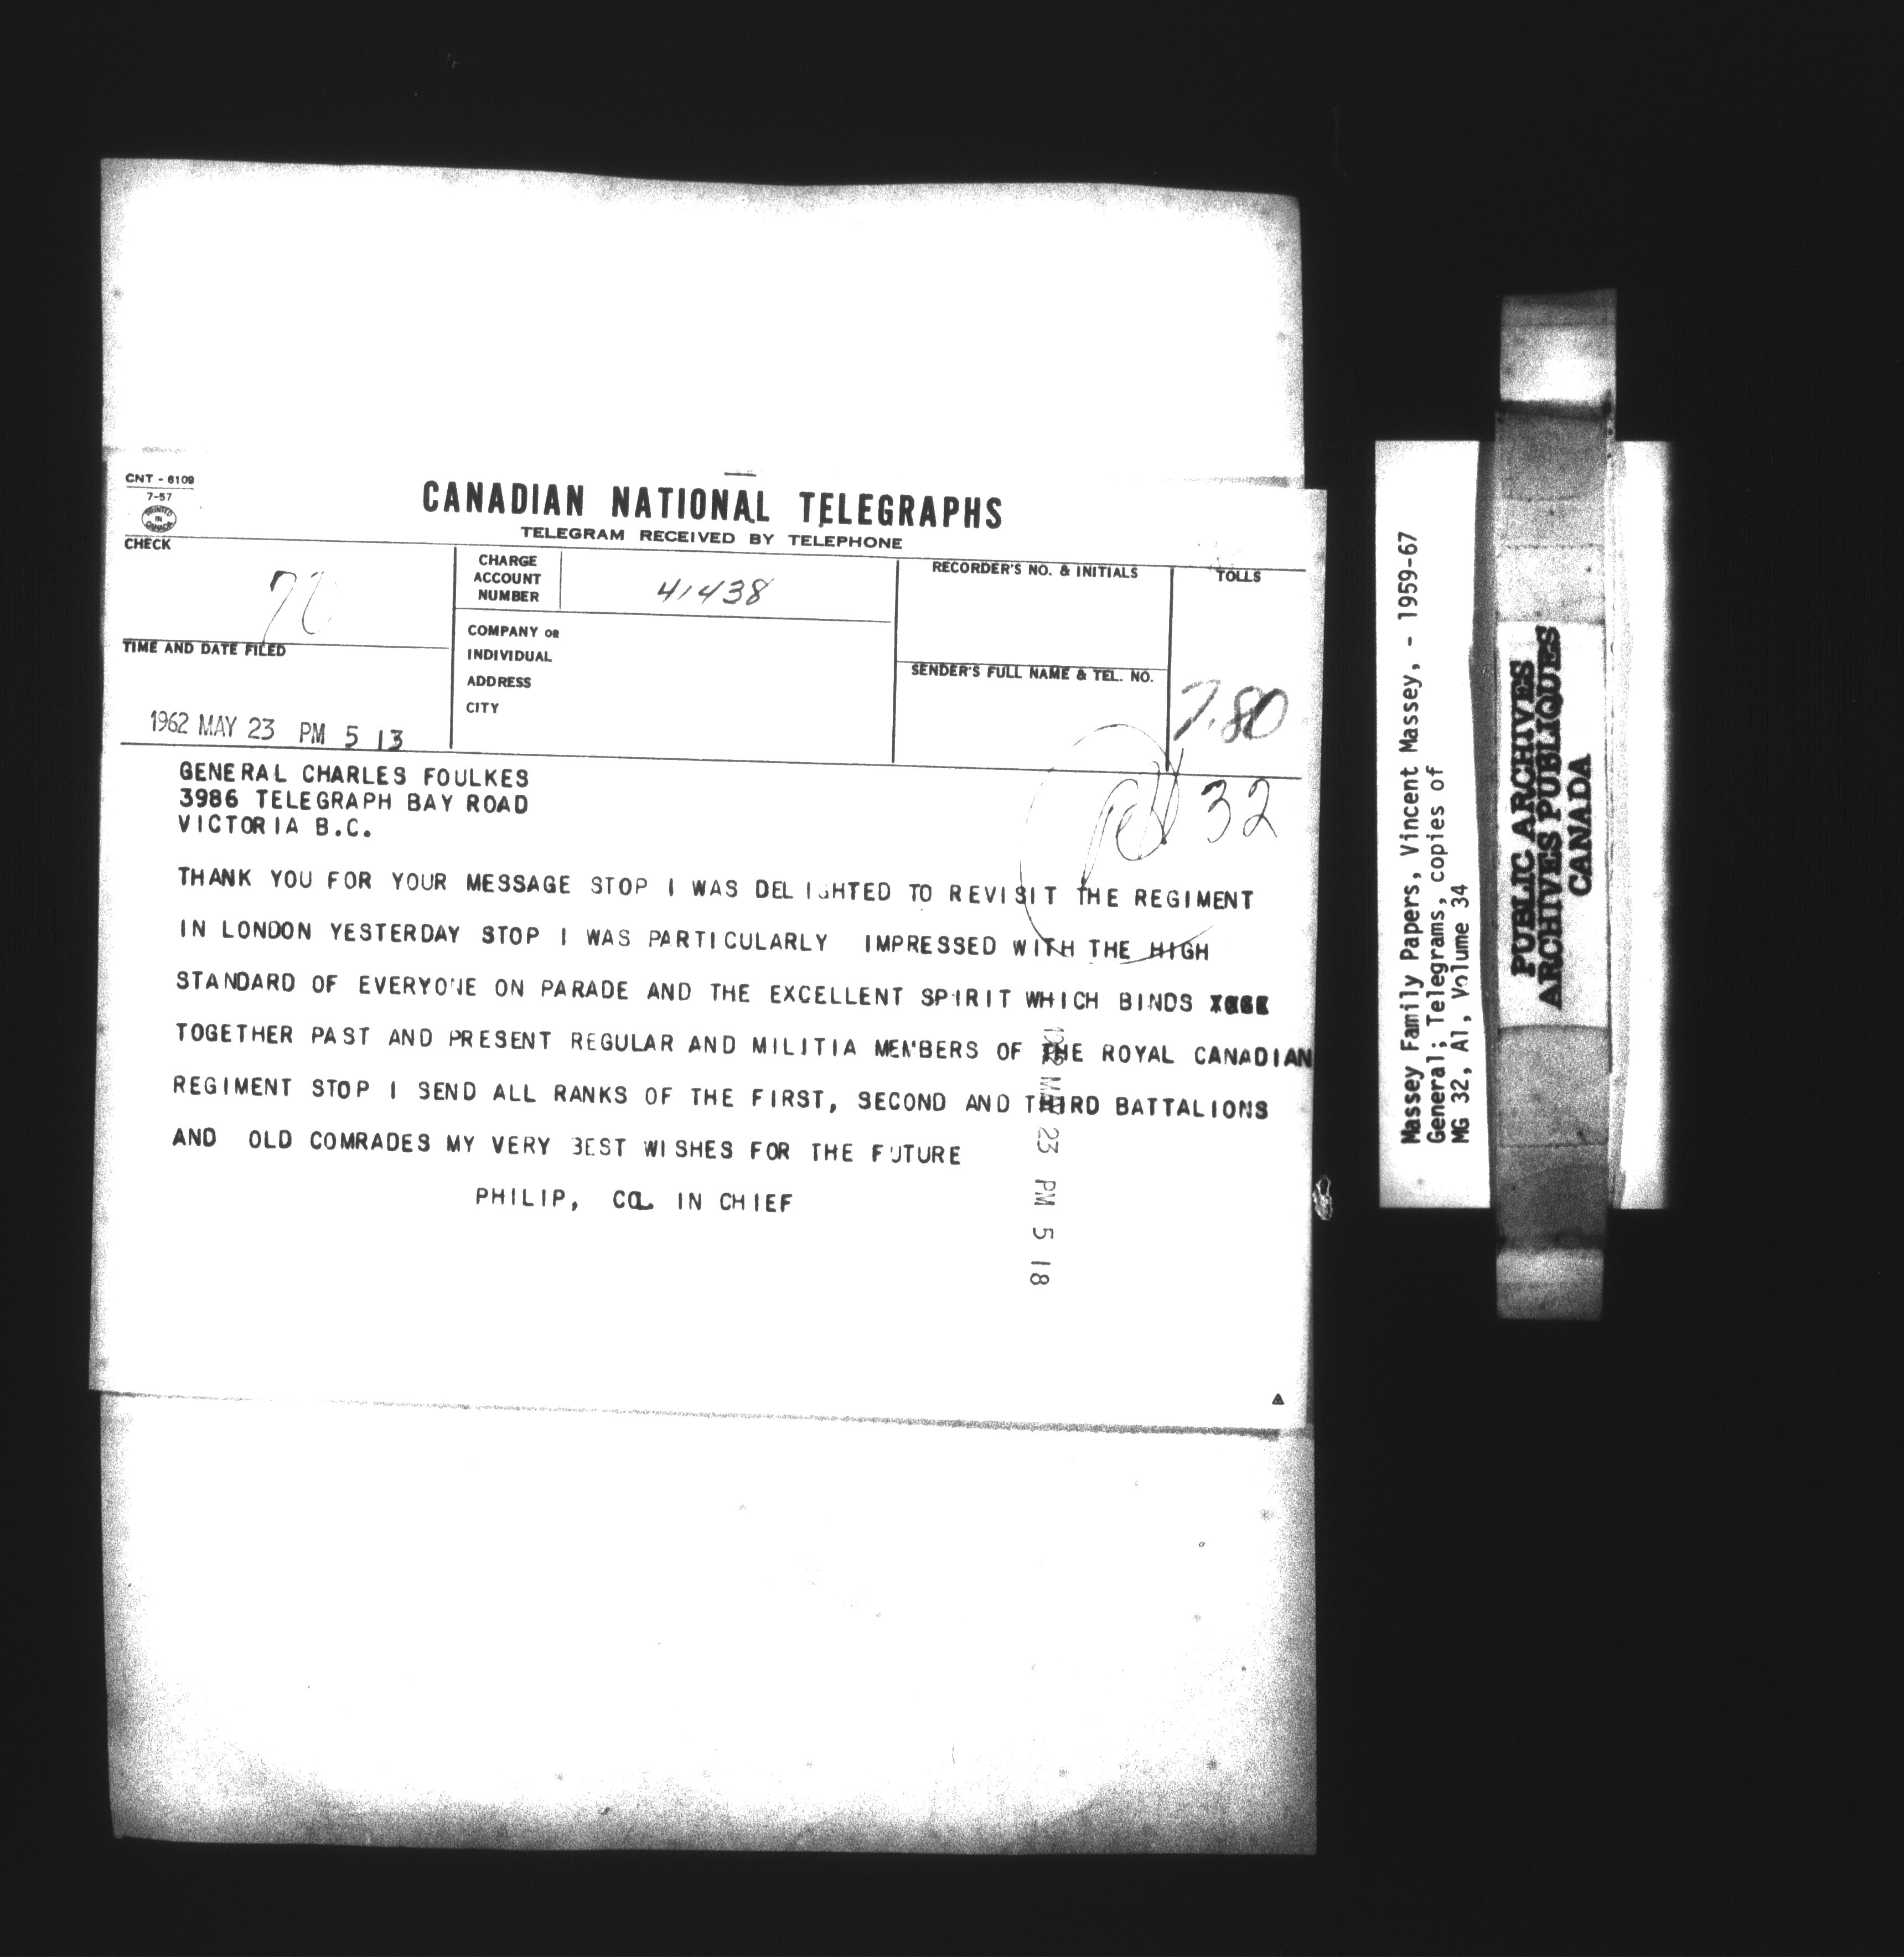 CNT - 6109
7-57
PRINTED IN CANADA
CANADIAN NATIONAL TELEGRAPHS
TELEGRAM RECEIVED BY TELEPHONE
CHECK
CHARGE ACCOUNT NUMBER
41438
RECORDER'S NO. & INITIALS
TOLLS
COMPANY OR
INDIVIDUAL
ADDRESS
CITY
TIME AND DATE FILED
SENDER'S FULL NAME & TEL. NO.
7.80
1962 MAY 23 PM 5 13
32
GENERAL CHARLES FOULKES
3986 TELEGRAPH BAY ROAD
VICTORIA B.C.
THANK YOU FOR YOUR MESSAGE STOP I WAS DELIGHTED TO REVISIT THE REGIMENT
IN LONDON YESTERDAY STOP I WAS PARTICULARLY IMPRESSED WITH THE HIGH
STANDARD OF EVERYONE ON PARADE AND THE EXCELLENT SPIRIT WHICH BINDS
TOGETHER PAST AND PRESENT REGULAR AND MILITIA MEMBERS OF THE ROYAL CANADIAN
REGIMENT STOP I SEND ALL RANKS OF THE FIRST, SECOND AND THIRD BATTALIONS
AND OLD COMRADES MY VERY BEST WISHES FOR THE FUTURE
PHILIP, COL IN CHIEF
23 PM 5 18
Massey Family Papers, Vincent Massey, - 1959-67
General; Telegrams, copies of
MG 32, A1, Volume 34
PUBLIC ARCHIVES
ARCHIVES PUBLIQUES
CANADA